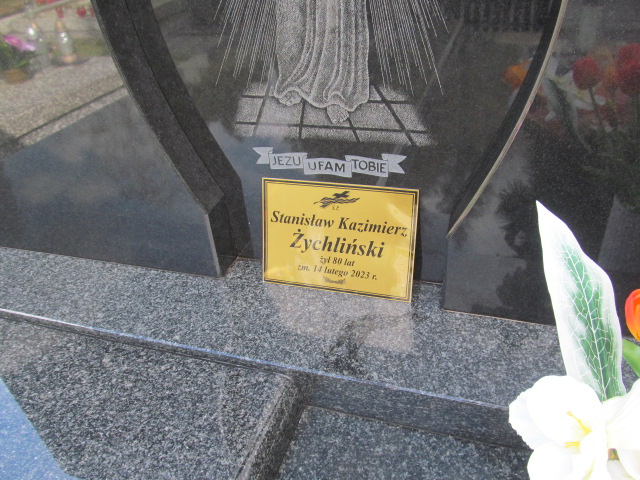 JEZU UFAM TOBIE
Ś.P.
Stanisław Kazimierz
Żychliński
żył 80 lat
zm. 14 lutego 2023 r.